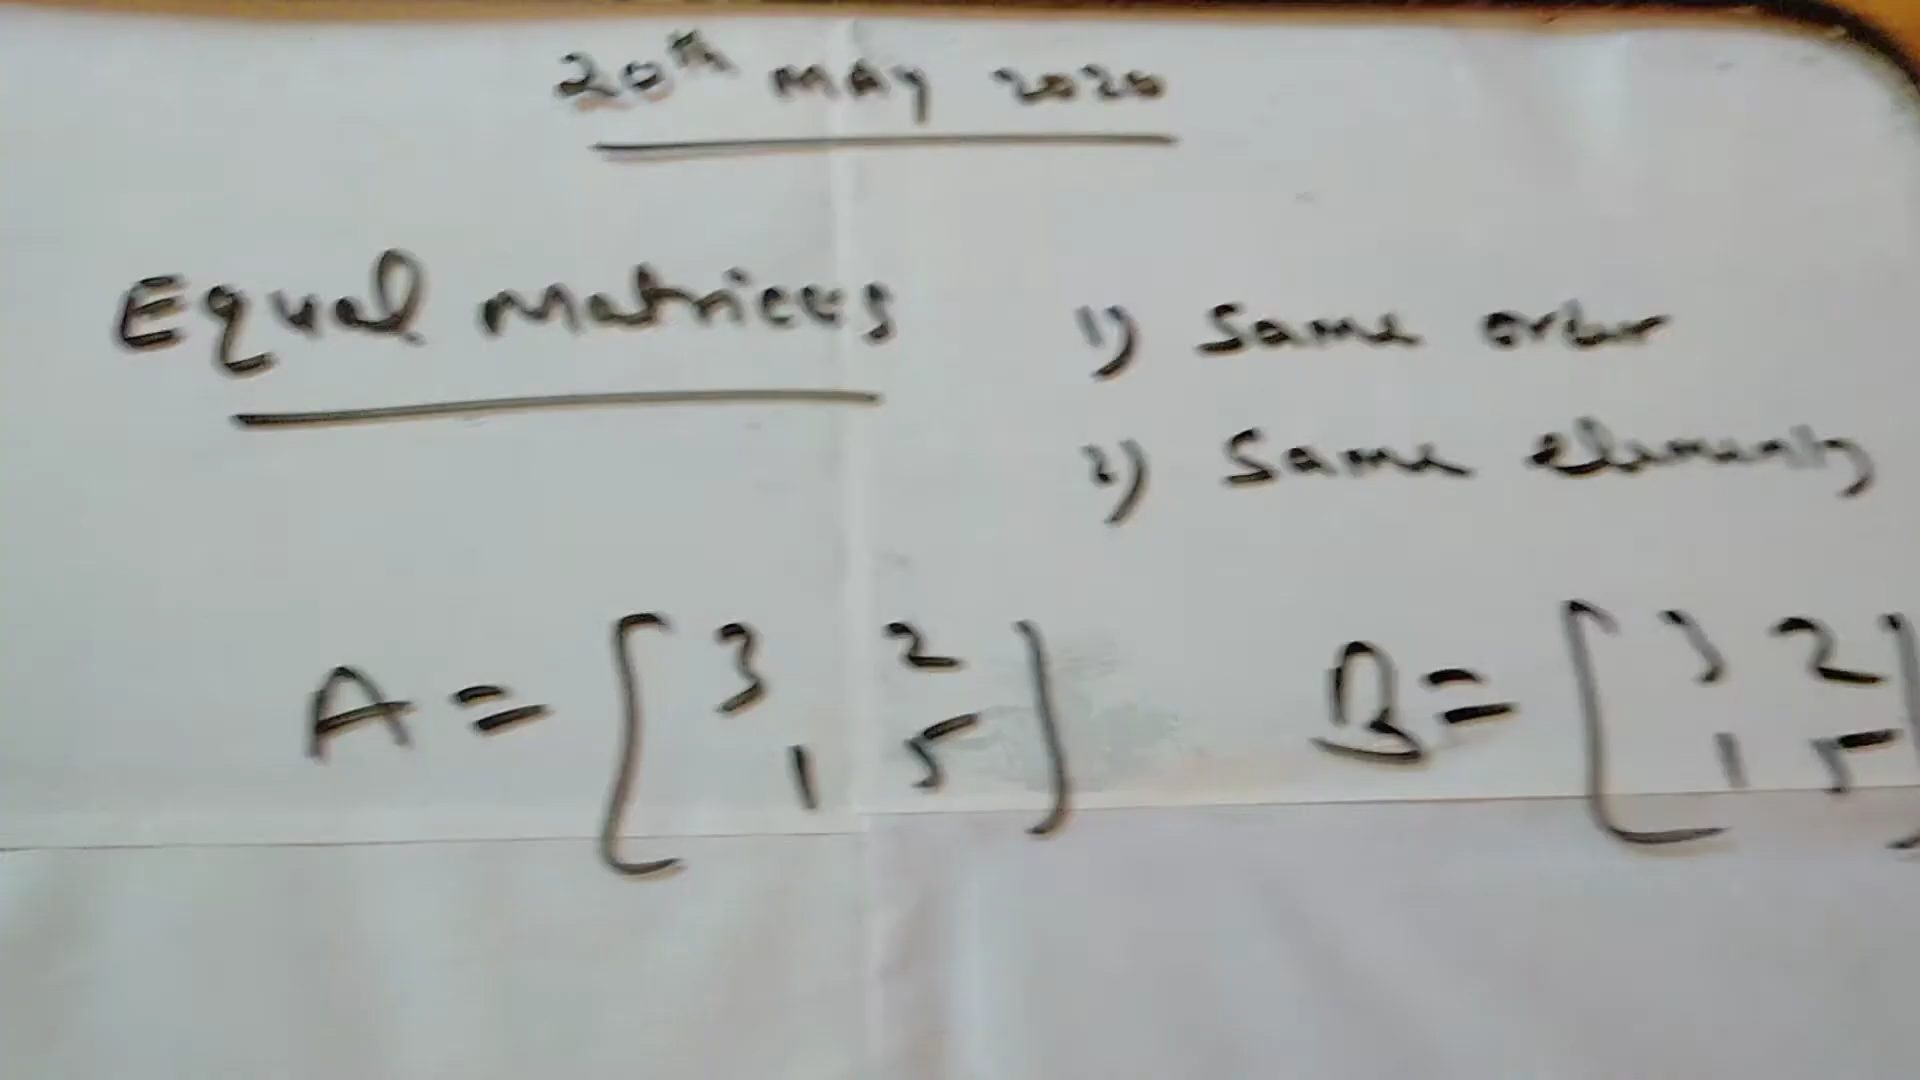 20th May 2020
Equal Matrices
1) Same order
2) Same elements
A = [ 3 2
1 5 ]
B = [ 3 2
1 5 ]